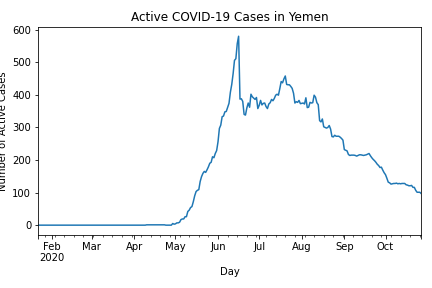 Active COVID-19 Cases in Yemen
Number of Active Cases
600
500
400
300
200
100
0
Feb Mar Apr May Jun Jul Aug Sep Oct
2020
Day